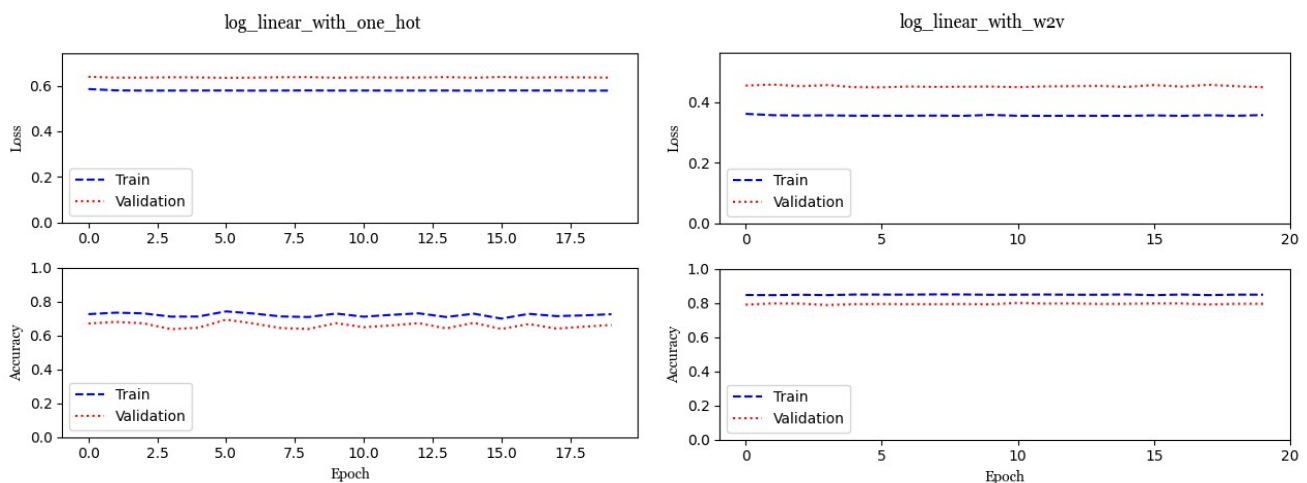 log_linear_with_one_hot
Loss
0.6
0.4
0.2
0.0
Train
Validation
0.0 2.5 5.0 7.5 10.0 12.5 15.0 17.5
Accuracy
1.0
0.8
0.6
0.4
0.2
0.0
Train
Validation
0.0 2.5 5.0 7.5 10.0 12.5 15.0 17.5
Epoch
log_linear_with_w2v
Loss
0.4
0.2
0.0
Train
Validation
0 5 10 15 20
Accuracy
1.0
0.8
0.6
0.4
0.2
0.0
Train
Validation
0 5 10 15 20
Epoch